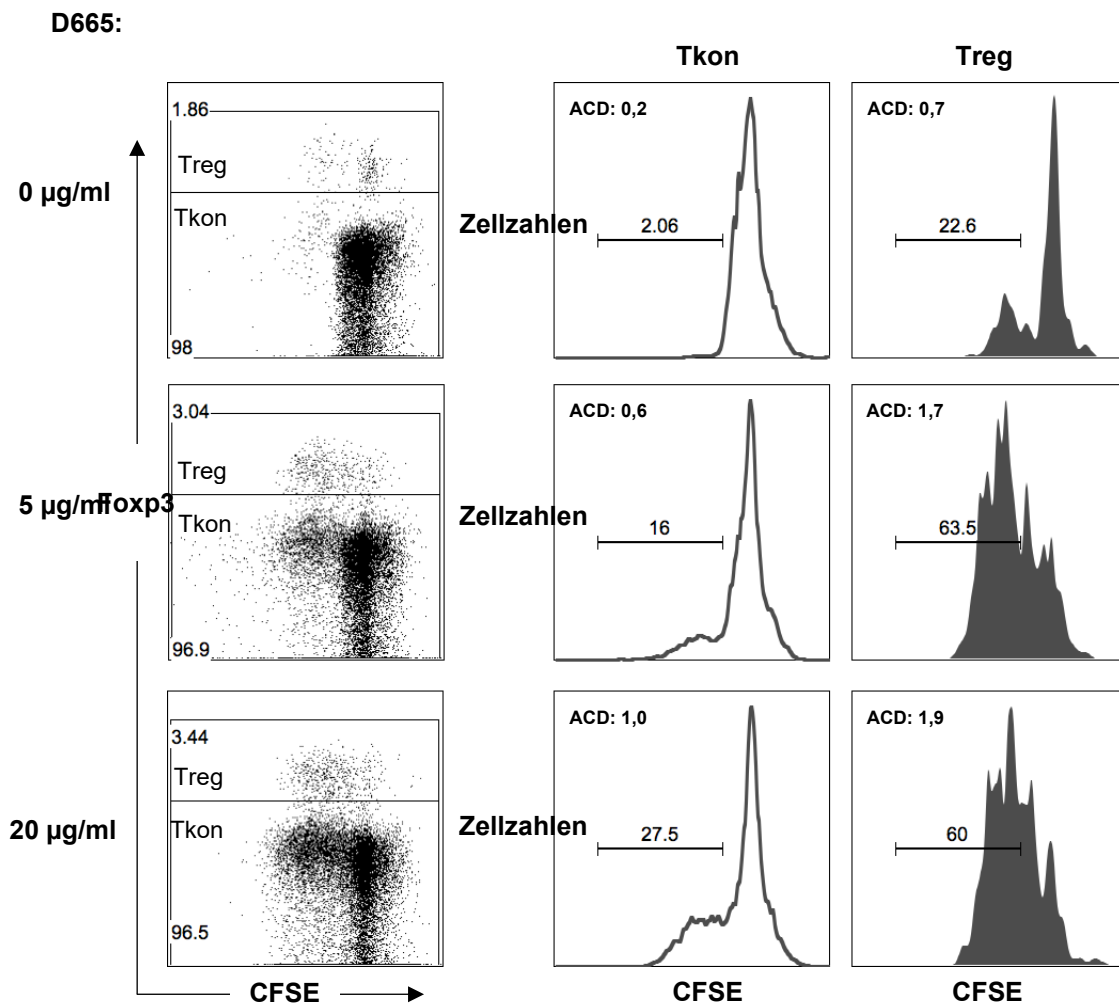 D665:
Tkon
Treg
0 µg/ml
1.86
Treg
Tkon
98
Zellzahlen
ACD: 0,2
2.06
ACD: 0,7
22.6
5 µg/ml
Foxp3
3.04
Treg
Tkon
96.9
Zellzahlen
ACD: 0,6
16
ACD: 1,7
63.5
20 µg/ml
3.44
Treg
Tkon
96.5
Zellzahlen
ACD: 1,0
27.5
ACD: 1,9
60
CFSE
CFSE
CFSE